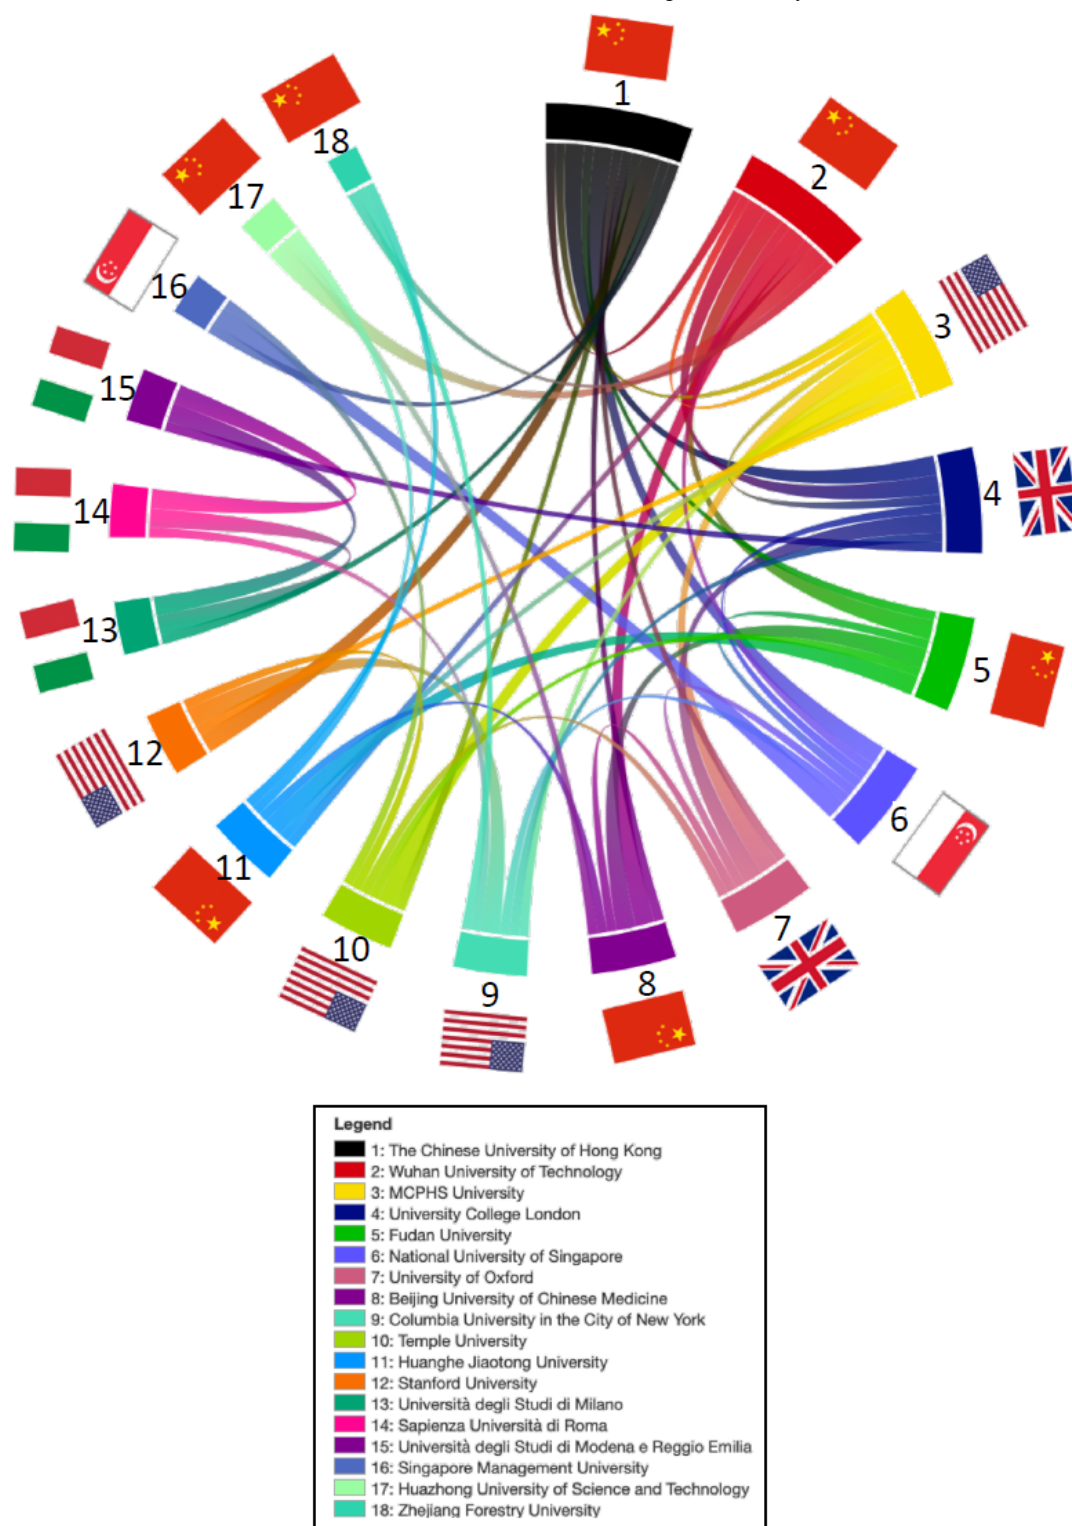 1
2
3
4
5
6
7
8
9
10
11
12
13
14
15
16
17
18
Legend
1: The Chinese University of Hong Kong
2: Wuhan University of Technology
3: MCPHS University
4: University College London
5: Fudan University
6: National University of Singapore
7: University of Oxford
8: Beijing University of Chinese Medicine
9: Columbia University in the City of New York
10: Temple University
11: Huanghe Jiaotong University
12: Stanford University
13: Università degli Studi di Milano
14: Sapienza Università di Roma
15: Università degli Studi di Modena e Reggio Emilia
16: Singapore Management University
17: Huazhong University of Science and Technology
18: Zhejiang Forestry University